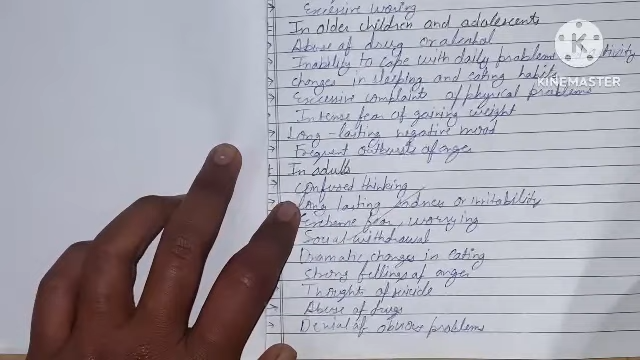 Excessive woring
In older children and adolescents
Abuse of drug or alcohol
Inability to cope with daily problems activity
changes in sleeping and eating habits
Excessive complaints of physical problems
Intense fear of gaining weight
Long-lasting negative mood
Frequent outbursts of anger
In adults
confused thinking
Long lasting sadness or irritability
Extreme fear, worrying
Social withdrawal
Dramatic changes in eating
Strong fellings of anger
Thoughts of suicide
Abuse of drugs
Denial of obvious problems
KINEMASTER